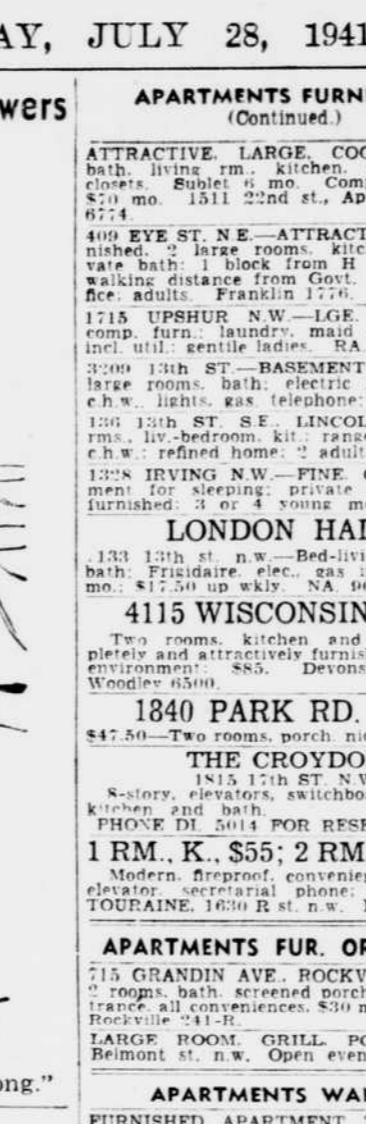 AY, JULY 28, 1941
wers
APARTMENTS FURNI
(Continued.)
ATTRACTIVE. LARGE, COO
bath. living rm., kitchen.
closets. Sublet 6 mo. Com
$70 mo. 1511 22nd st., Ap
6774.
409 EYE ST. N.E.—ATTRACT
nished. 2 large rooms. kitc
vate bath; 1 block from H
walking distance from Govt.
fice; adults. Franklin 1776.
1715 UPSHUR N.W.—LGE.
comp. furn.; laundry. maid
incl. util.; gentile ladies. RA.
3209 13th ST.—BASEMENT
large rooms. bath; electric
c.h.w., lights, gas. telephone;
136 13th ST. S.E., LINCOL
rms., liv.-bedroom. kit.; rang
c.h.w.; refined home; 2 adult
1328 IRVING N.W.—FINE.
ment for sleeping; private
furnished; 3 or 4 young m
LONDON HAL
133 13th st. n.w.—Bed-livi
bath; Frigidaire. elec., gas i
mo.; $17.50 up wkly. NA.
4115 WISCONSIN
Two rooms. kitchen and
pletely and attractively furnis
environment; $85. Devons
Woodley 6500.
1840 PARK RD.
$47.50—Two rooms, porch. ni
THE CROYDO
1815 17th ST. N.W
8-story, elevators, switchbo
kitchen and bath.
PHONE DI. 5014 FOR RESE
1 RM., K., $55; 2 RM
Modern. fireproof. convenie
elevator. secretarial phone;
TOURAINE, 1630 R st. n.w.
APARTMENTS FUR. OR
715 GRANDIN AVE., ROCKV
2 rooms. bath. screened porch
trance. all conveniences. $30 m
Rockville 241-R.
LARGE ROOM. GRILL. PO
Belmont st. n.w. Open even
ong.”
APARTMENTS WA
FURNISHED APARTMENT